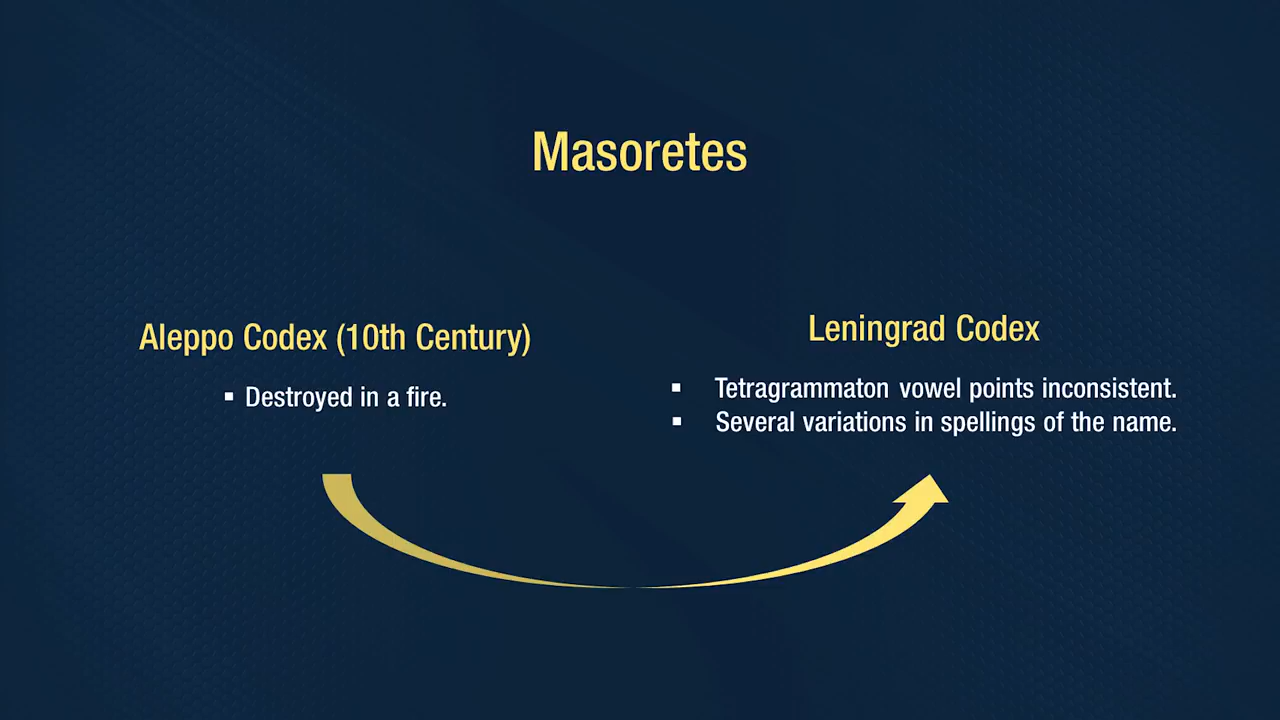 Masoretes
Aleppo Codex (10th Century)
▪ Destroyed in a fire.
Leningrad Codex
▪ Tetragrammaton vowel points inconsistent.
▪ Several variations in spellings of the name.